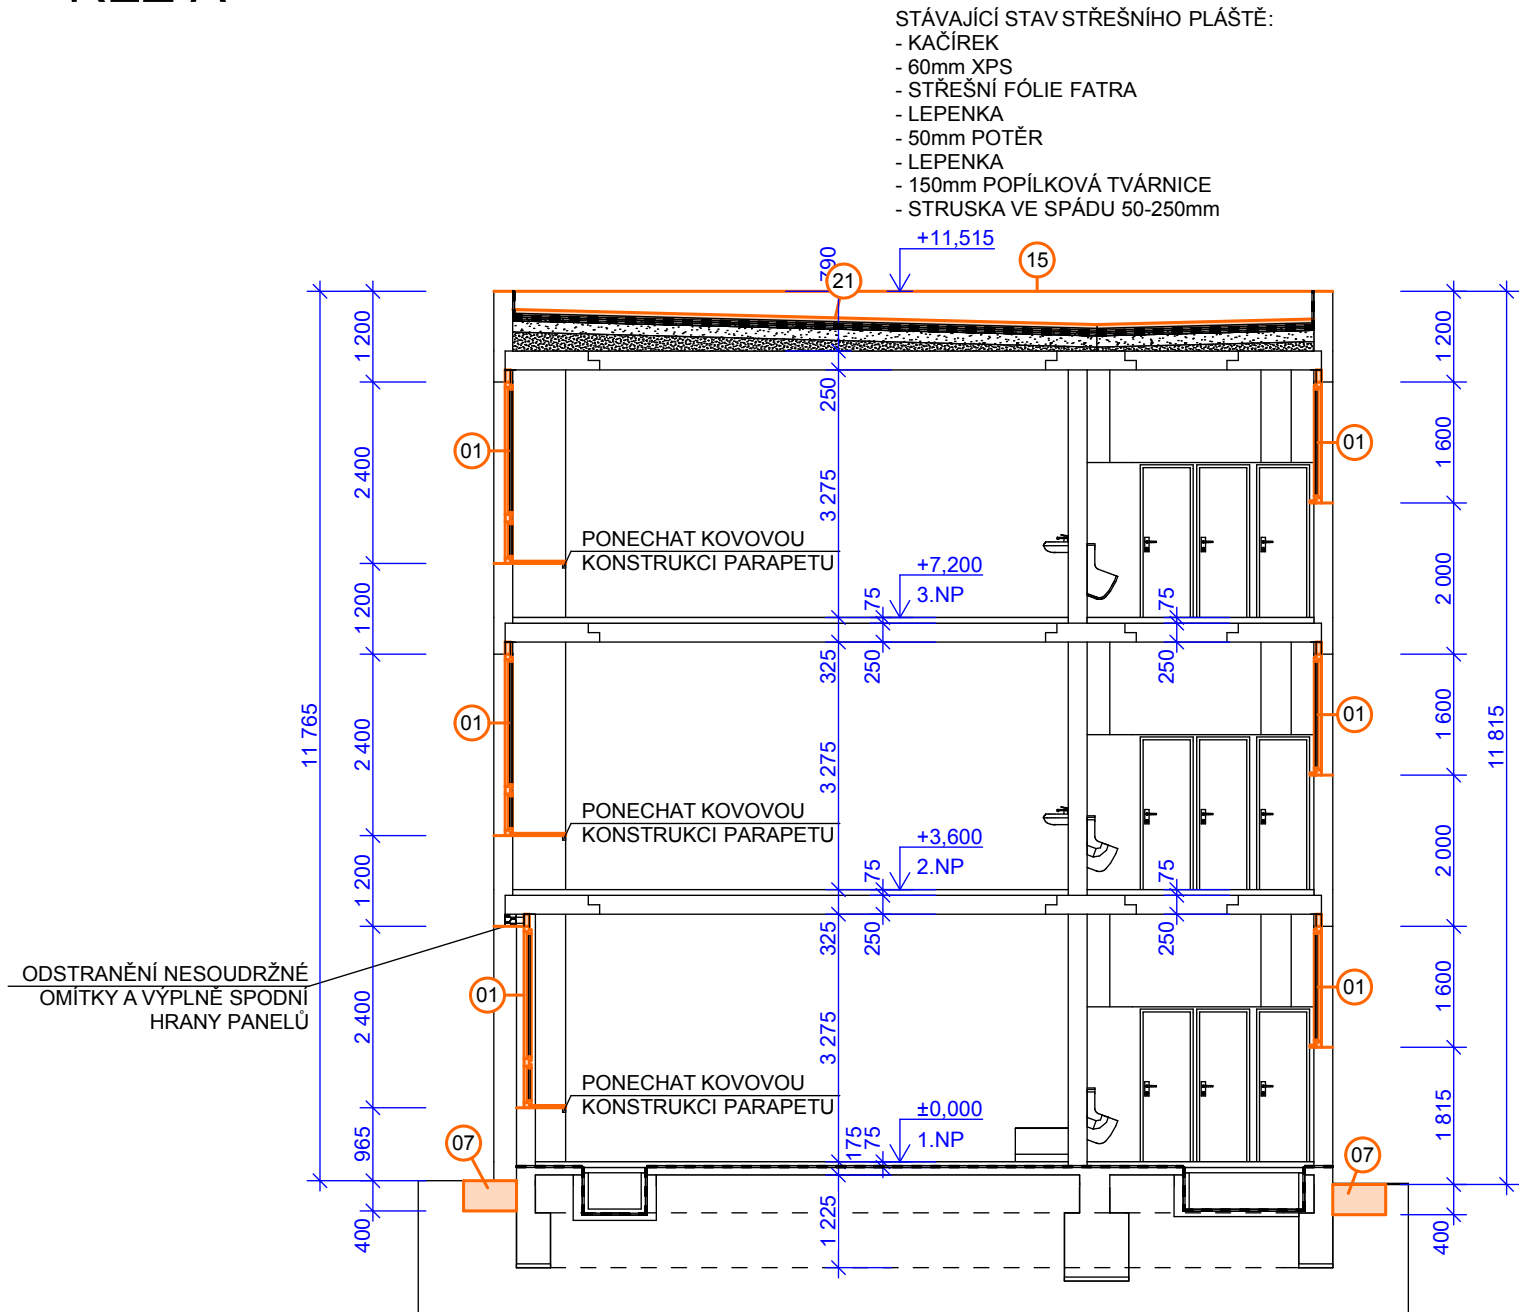 STÁVAJÍCÍ STAV STŘEŠNÍHO PLÁŠTĚ:
- KAČÍREK
- 60mm XPS
- STŘEŠNÍ FÓLIE FATRA
- LEPENKA
- 50mm POTĚR
- LEPENKA
- 150mm POPÍLKOVÁ TVÁRNICE
- STRUSKA VE SPÁDU 50-250mm
+11,515
15
21
1 200
1 200
250
01
2 400
3 275
01
1 600
PONECHAT KOVOVOU
KONSTRUKCI PARAPETU
+7,200
3.NP
75
75
1 200
2 000
325
250
250
11 765
01
2 400
3 275
01
1 600
11 815
PONECHAT KOVOVOU
KONSTRUKCI PARAPETU
+3,600
2.NP
75
75
1 200
2 000
325
250
250
ODSTRANĚNÍ NESOUDRŽNÉ
OMÍTKY A VÝPLNĚ SPODNÍ
HRANY PANELŮ
01
2 400
3 275
01
1 600
PONECHAT KOVOVOU
KONSTRUKCI PARAPETU
±0,000
1.NP
175
75
965
1 815
07
07
400
1 225
400